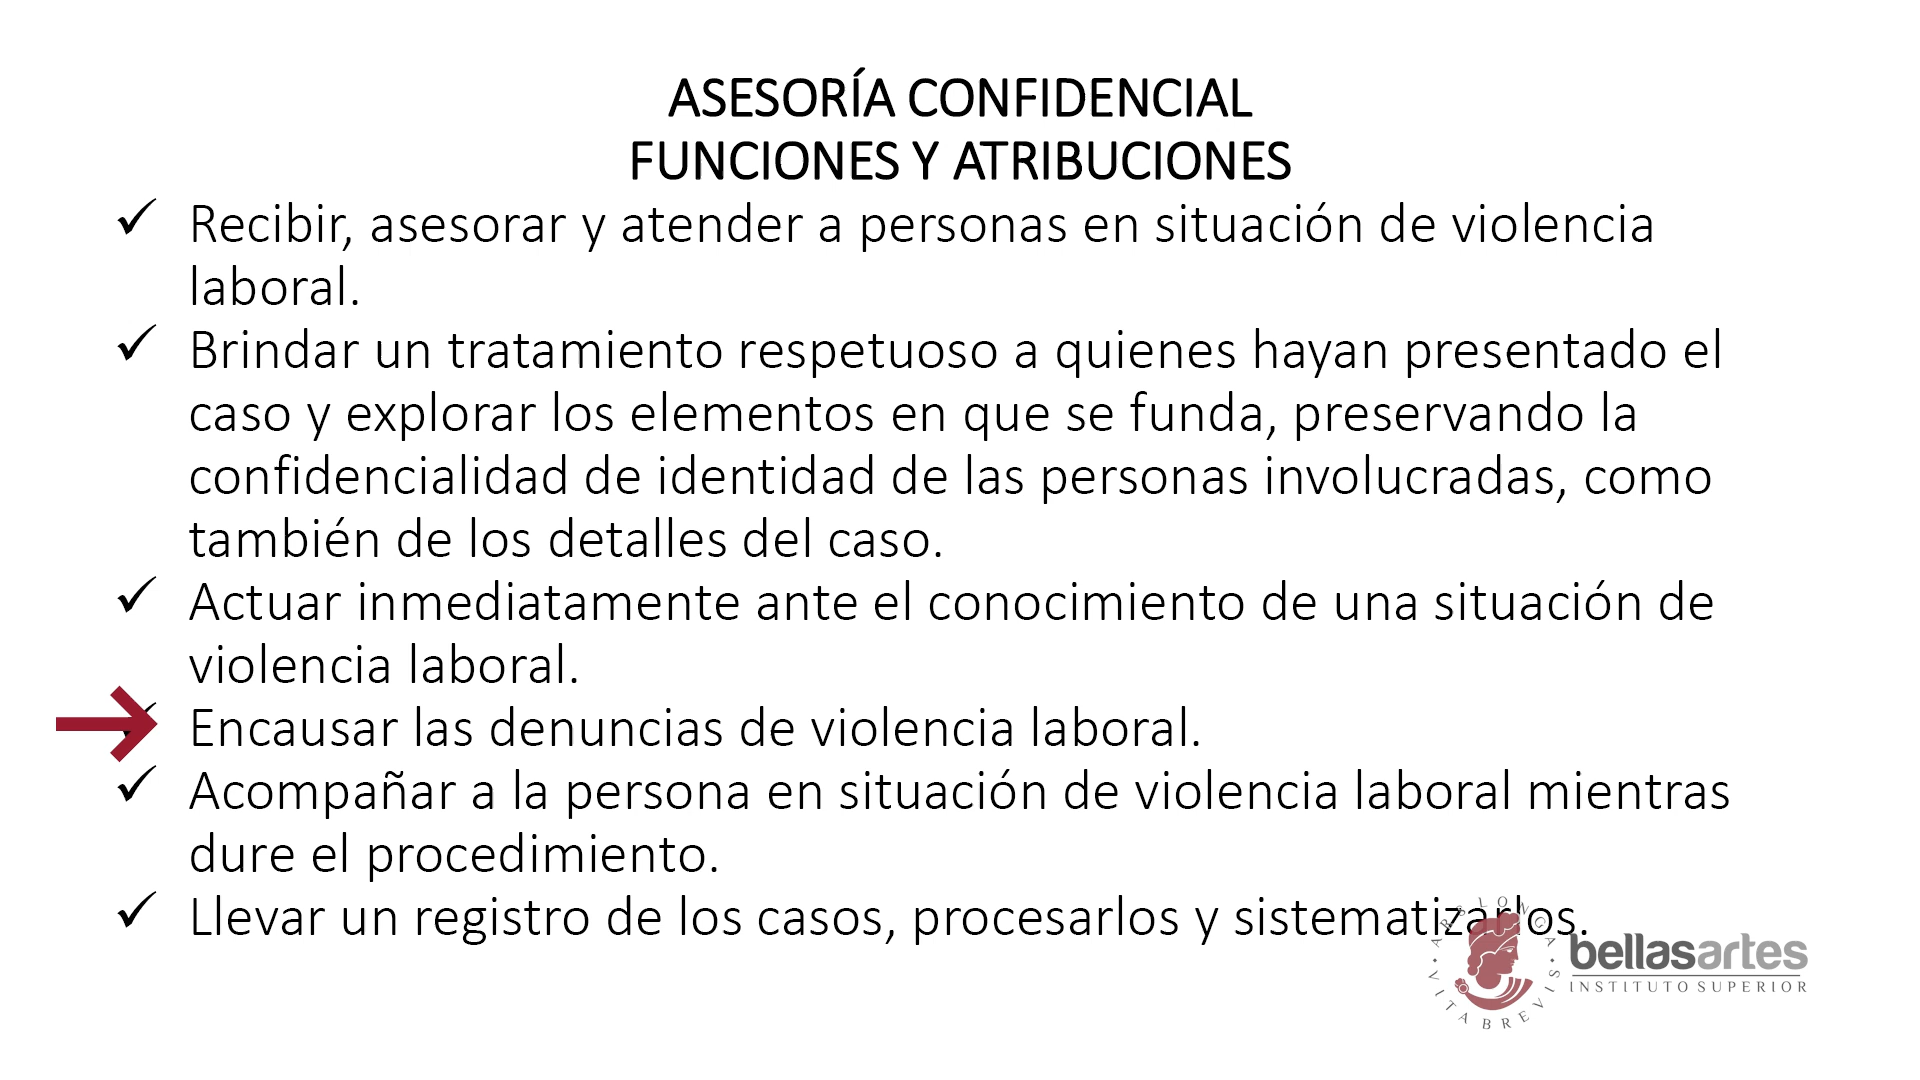 ASESORÍA CONFIDENCIAL
FUNCIONES Y ATRIBUCIONES
✓ Recibir, asesorar y atender a personas en situación de violencia
laboral.
✓ Brindar un tratamiento respetuoso a quienes hayan presentado el
caso y explorar los elementos en que se funda, preservando la
confidencialidad de identidad de las personas involucradas, como
también de los detalles del caso.
✓ Actuar inmediatamente ante el conocimiento de una situación de
violencia laboral.
✓ Encausar las denuncias de violencia laboral.
✓ Acompañar a la persona en situación de violencia laboral mientras
dure el procedimiento.
✓ Llevar un registro de los casos, procesarlos y sistematizarlos.
ARS LONGA • VITA BREVIS •
bellasartes
INSTITUTO SUPERIOR